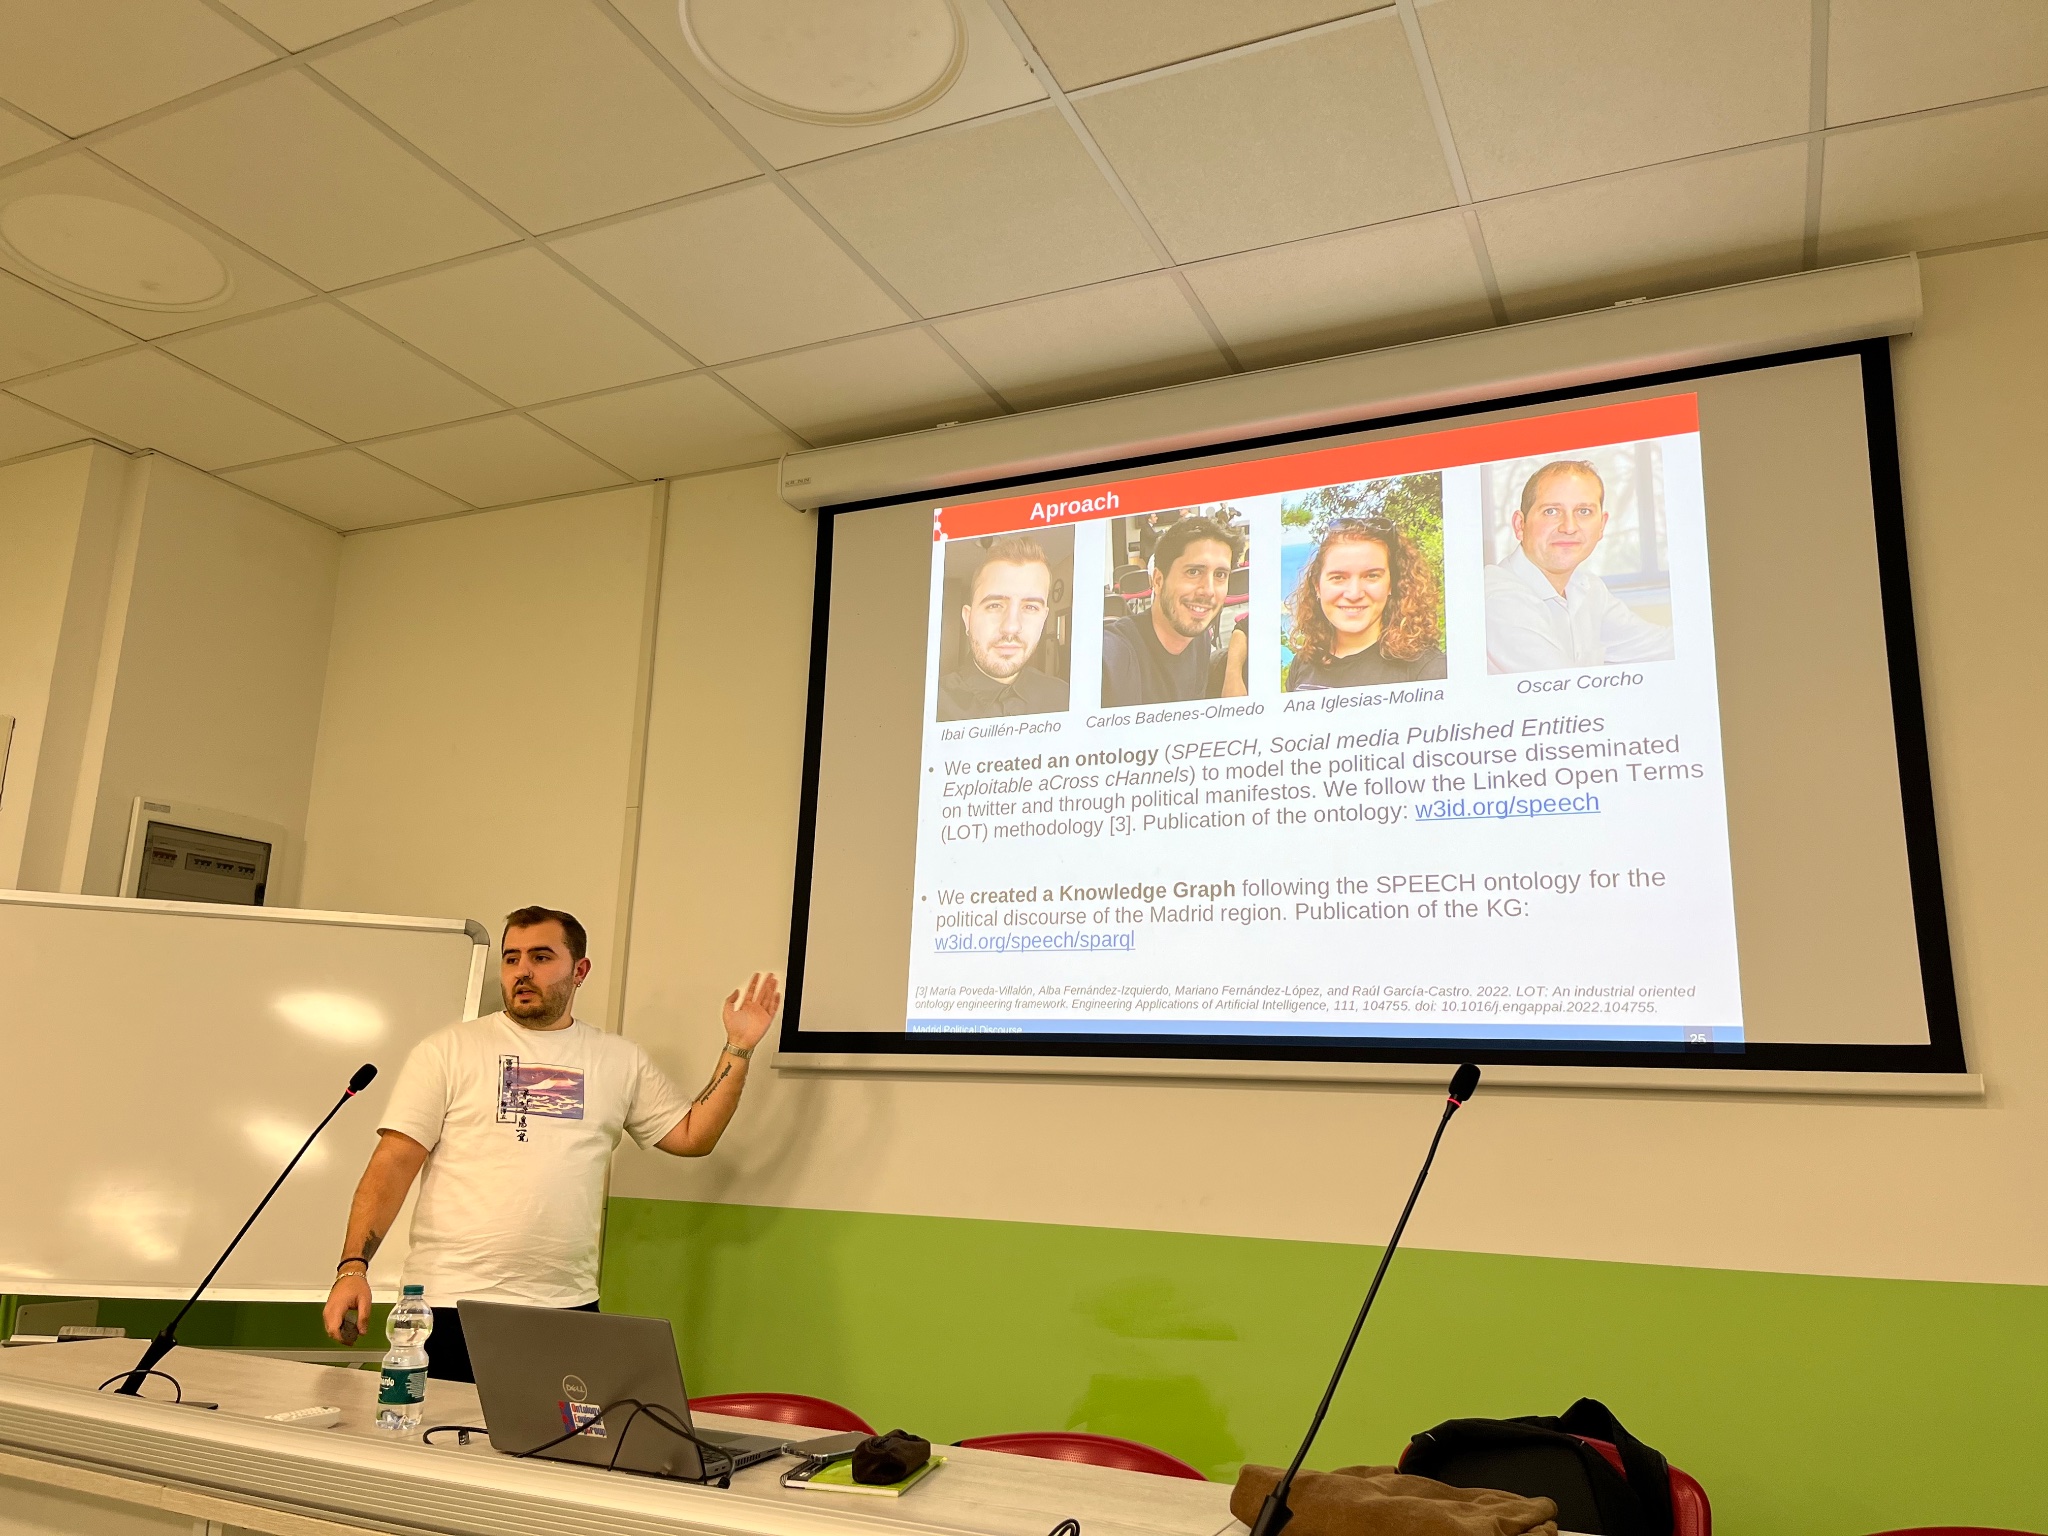 Aproach
Ibai Guillén-Pacho
Carlos Badenes-Olmedo
Ana Iglesias-Molina
Oscar Corcho
• We created an ontology (SPEECH, Social media Published Entities
Exploitable aCross cHannels) to model the political discourse disseminated
on twitter and through political manifestos. We follow the Linked Open Terms
(LOT) methodology [3]. Publication of the ontology: w3id.org/speech
• We created a Knowledge Graph following the SPEECH ontology for the
political discourse of the Madrid region. Publication of the KG:
w3id.org/speech/sparql
[3] María Poveda-Villalón, Alba Fernández-Izquierdo, Mariano Fernández-López, and Raúl García-Castro. 2022. LOT: An industrial oriented
ontology engineering framework. Engineering Applications of Artificial Intelligence, 111, 104755. doi: 10.1016/j.engappai.2022.104755.
Madrid Political Discourse
25
DELL
Ontology